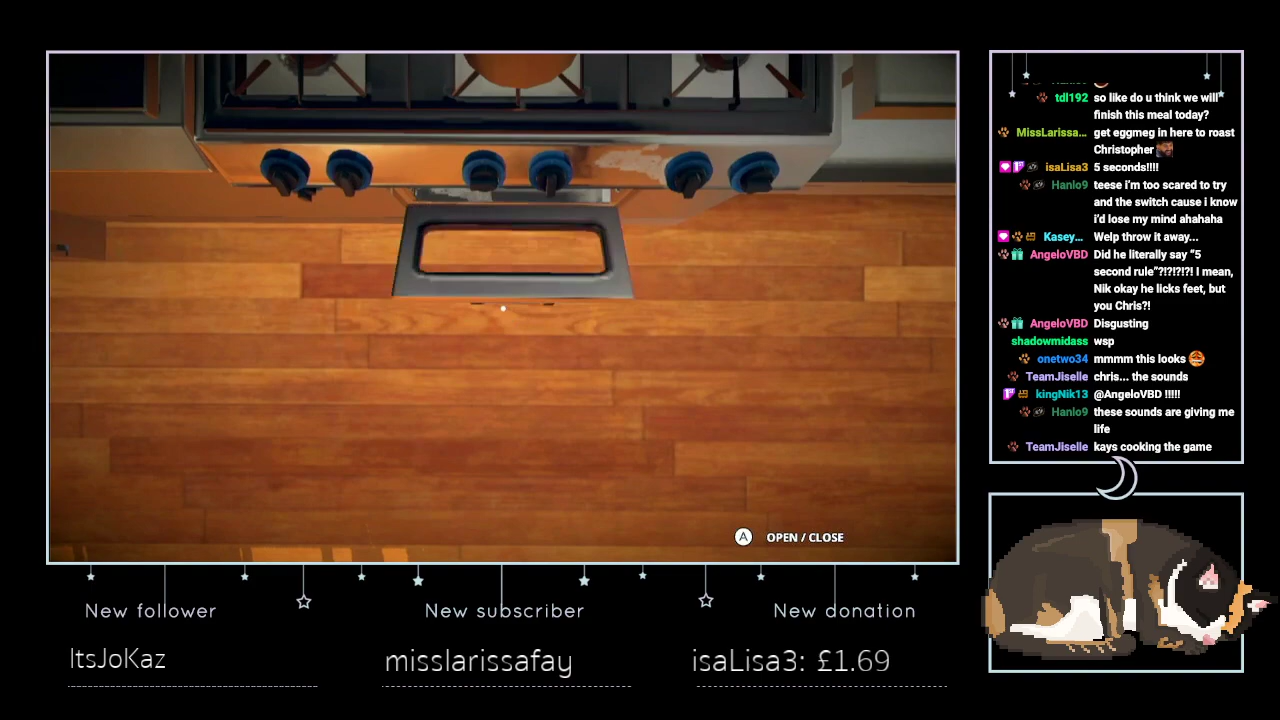 tdl192 so like do u think we will
finish this meal today?
MissLarissa... get eggmeg in here to roast
Christopher
isaLisa3 5 seconds!!!!
Hanlo9 teese i'm too scared to try
and the switch cause i know
i'd lose my mind ahahaha
Kasey... Welp throw it away...
AngeloVBD Did he literally say “5
second rule”?!?!?!?! I mean,
Nik okay he licks feet, but
you Chris?!
AngeloVBD Disgusting
shadowmidass wsp
onetwo34 mmmm this looks
TeamJiselle chris... the sounds
kingNik13 @AngeloVBD !!!!!
Hanlo9 these sounds are giving me
life
TeamJiselle kays cooking the game
A OPEN / CLOSE
New follower New subscriber New donation
ItsJoKaz misslarissafay isaLisa3: £1.69